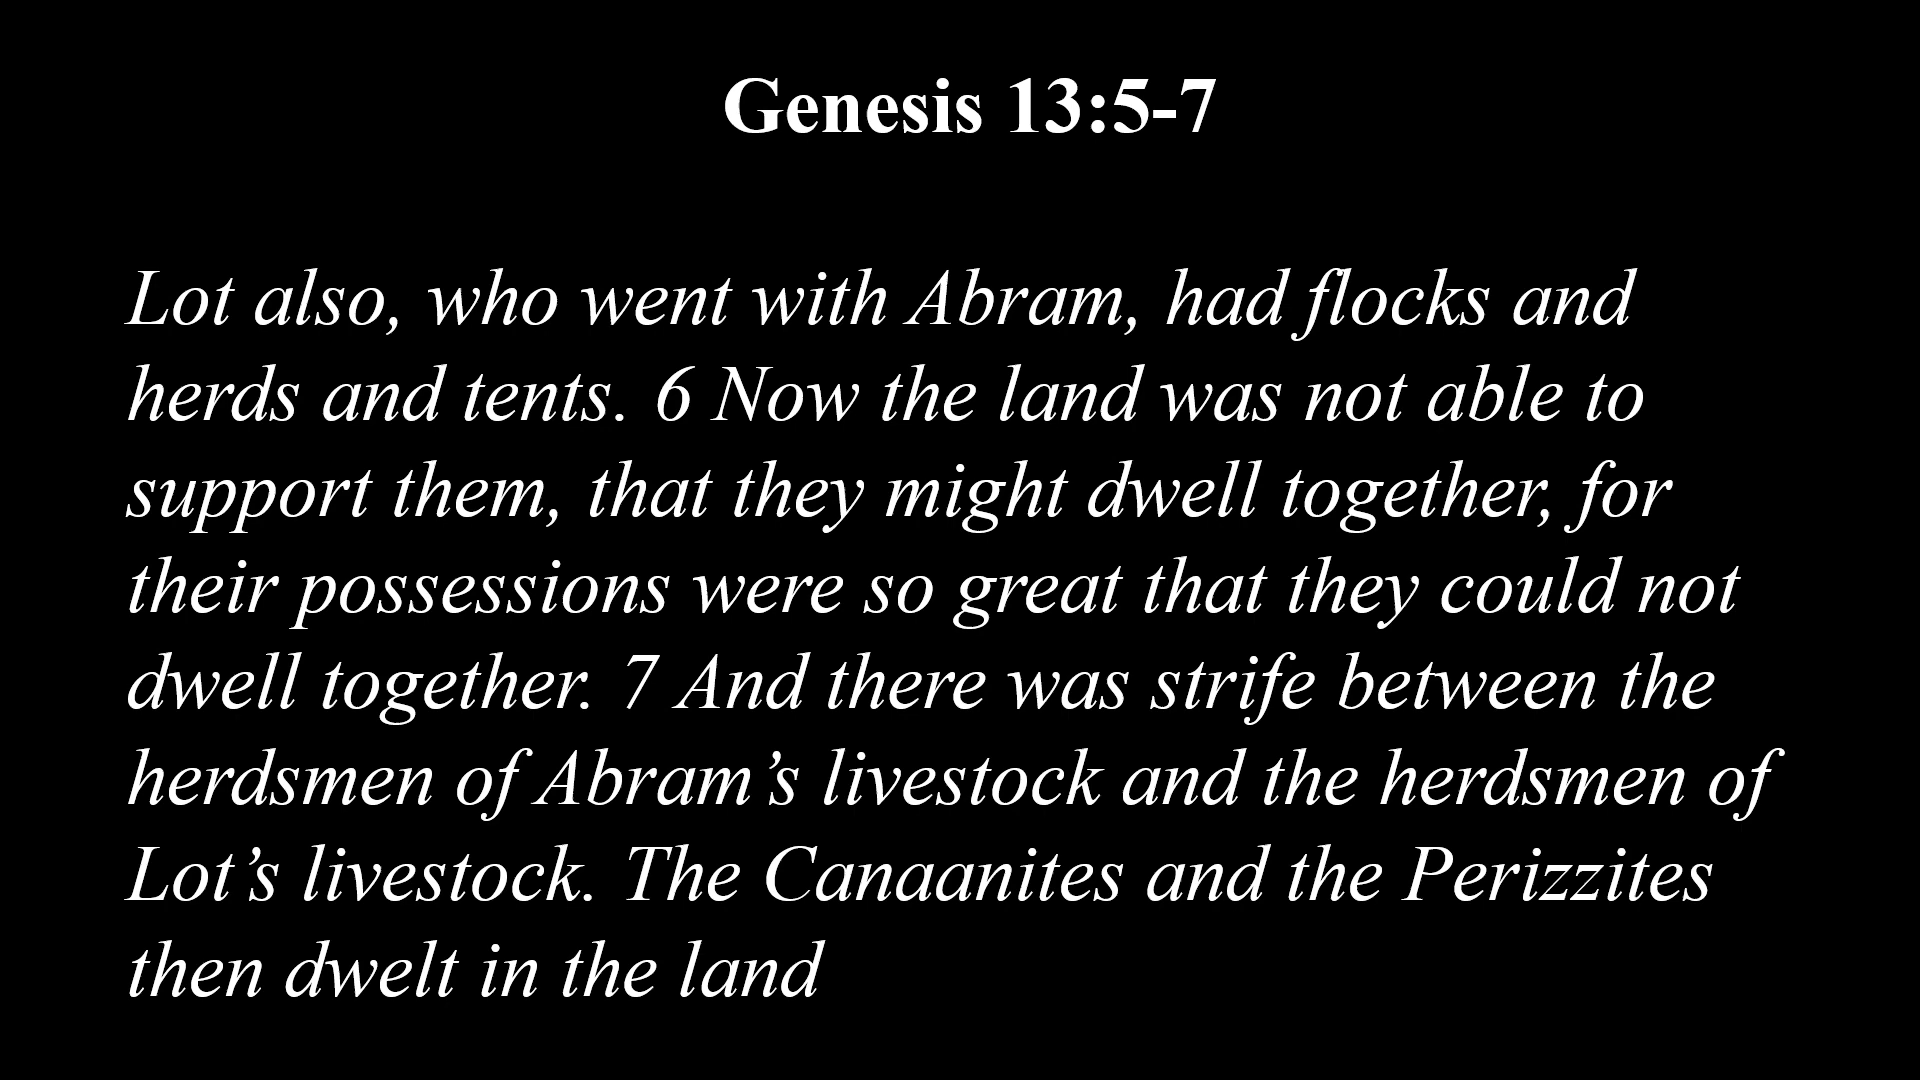 Genesis 13:5-7
Lot also, who went with Abram, had flocks and
herds and tents. 6 Now the land was not able to
support them, that they might dwell together, for
their possessions were so great that they could not
dwell together. 7 And there was strife between the
herdsmen of Abram’s livestock and the herdsmen of
Lot’s livestock. The Canaanites and the Perizzites
then dwelt in the land